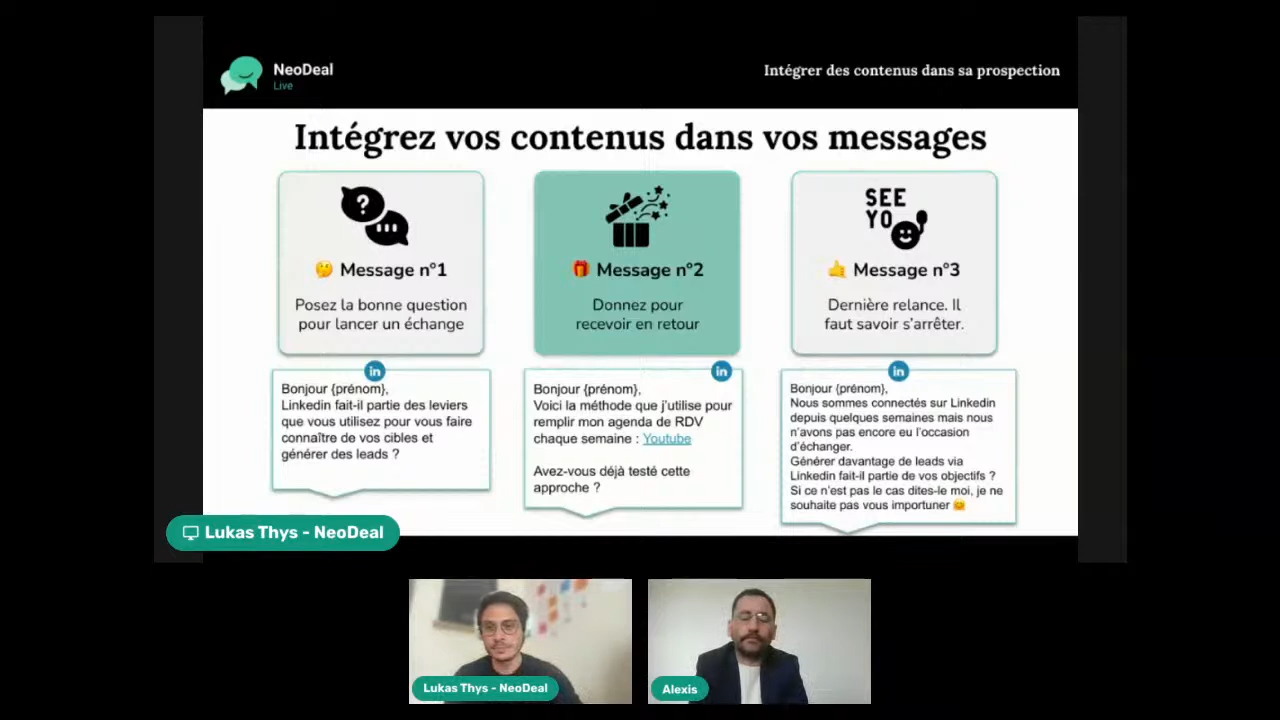 NeoDeal
Live
Intégrer des contenus dans sa prospection
Intégrez vos contenus dans vos messages
?
🤔 Message n°1
Posez la bonne question
pour lancer un échange
🎁 Message n°2
Donnez pour
recevoir en retour
SEE
YO
🤙 Message n°3
Dernière relance. Il
faut savoir s'arrêter.
in
Bonjour {prénom},
Linkedin fait-il partie des leviers
que vous utilisez pour vous faire
connaître de vos cibles et
générer des leads ?
in
Bonjour {prénom},
Voici la méthode que j'utilise pour
remplir mon agenda de RDV
chaque semaine : Youtube
Avez-vous déjà testé cette
approche ?
in
Bonjour {prénom},
Nous sommes connectés sur Linkedin
depuis quelques semaines mais nous
n'avons pas encore eu l'occasion
d'échanger.
Générer davantage de leads via
Linkedin fait-il partie de vos objectifs ?
Si ce n'est pas le cas dites-le moi, je ne
souhaite pas vous importuner 😊
Lukas Thys - NeoDeal
Lukas Thys - NeoDeal
Alexis